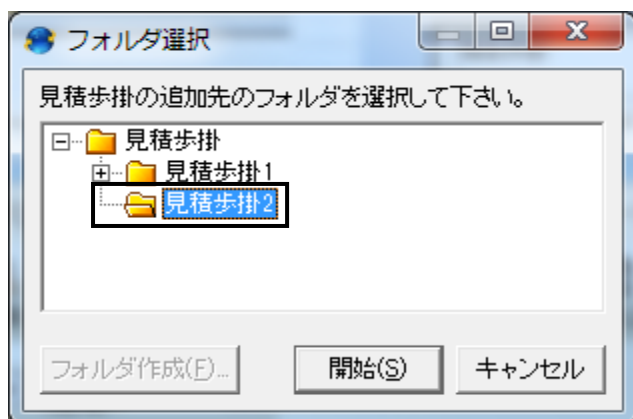 フォルダ選択
見積歩掛の追加先のフォルダを選択して下さい。
見積歩掛
見積歩掛1
見積歩掛2
フォルダ作成(F)... 開始(S) キャンセル